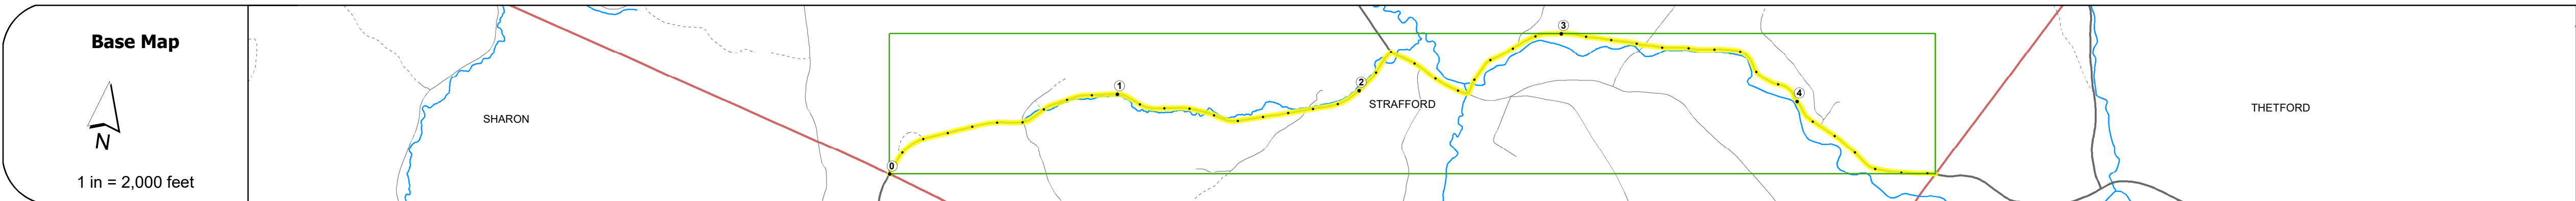 Base Map
N
1 in = 2,000 feet
SHARON
0
1
2
STRAFFORD
3
4
THETFORD